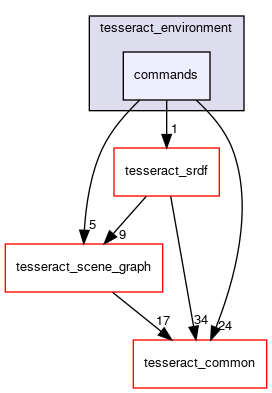 tesseract_environment
commands
1
tesseract_srdf
5
9
tesseract_scene_graph
17
34
24
tesseract_common